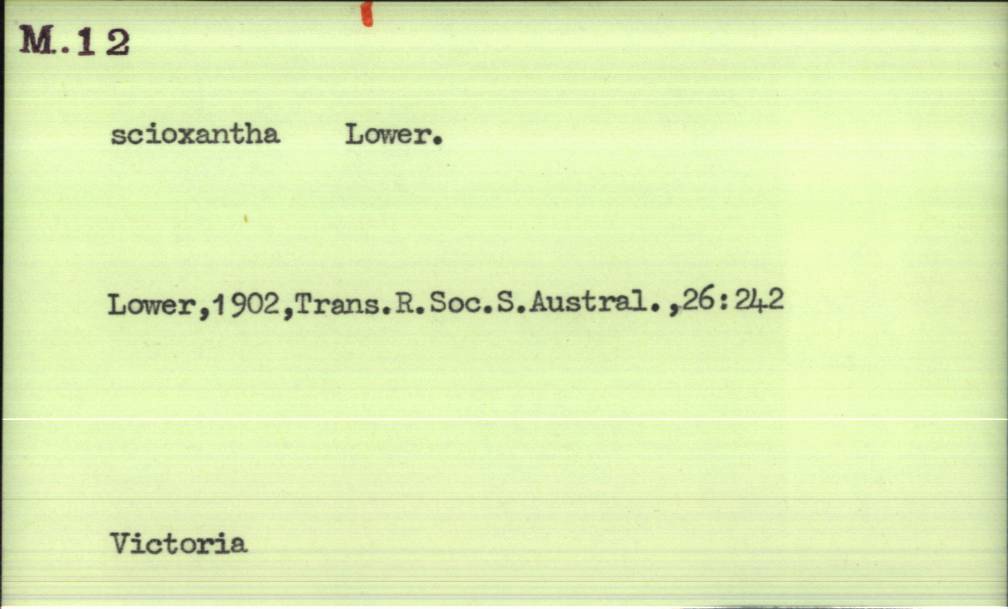 M.12
scioxantha Lower.
Lower,1902,Trans.R.Soc.S.Austral.,26:242
Victoria